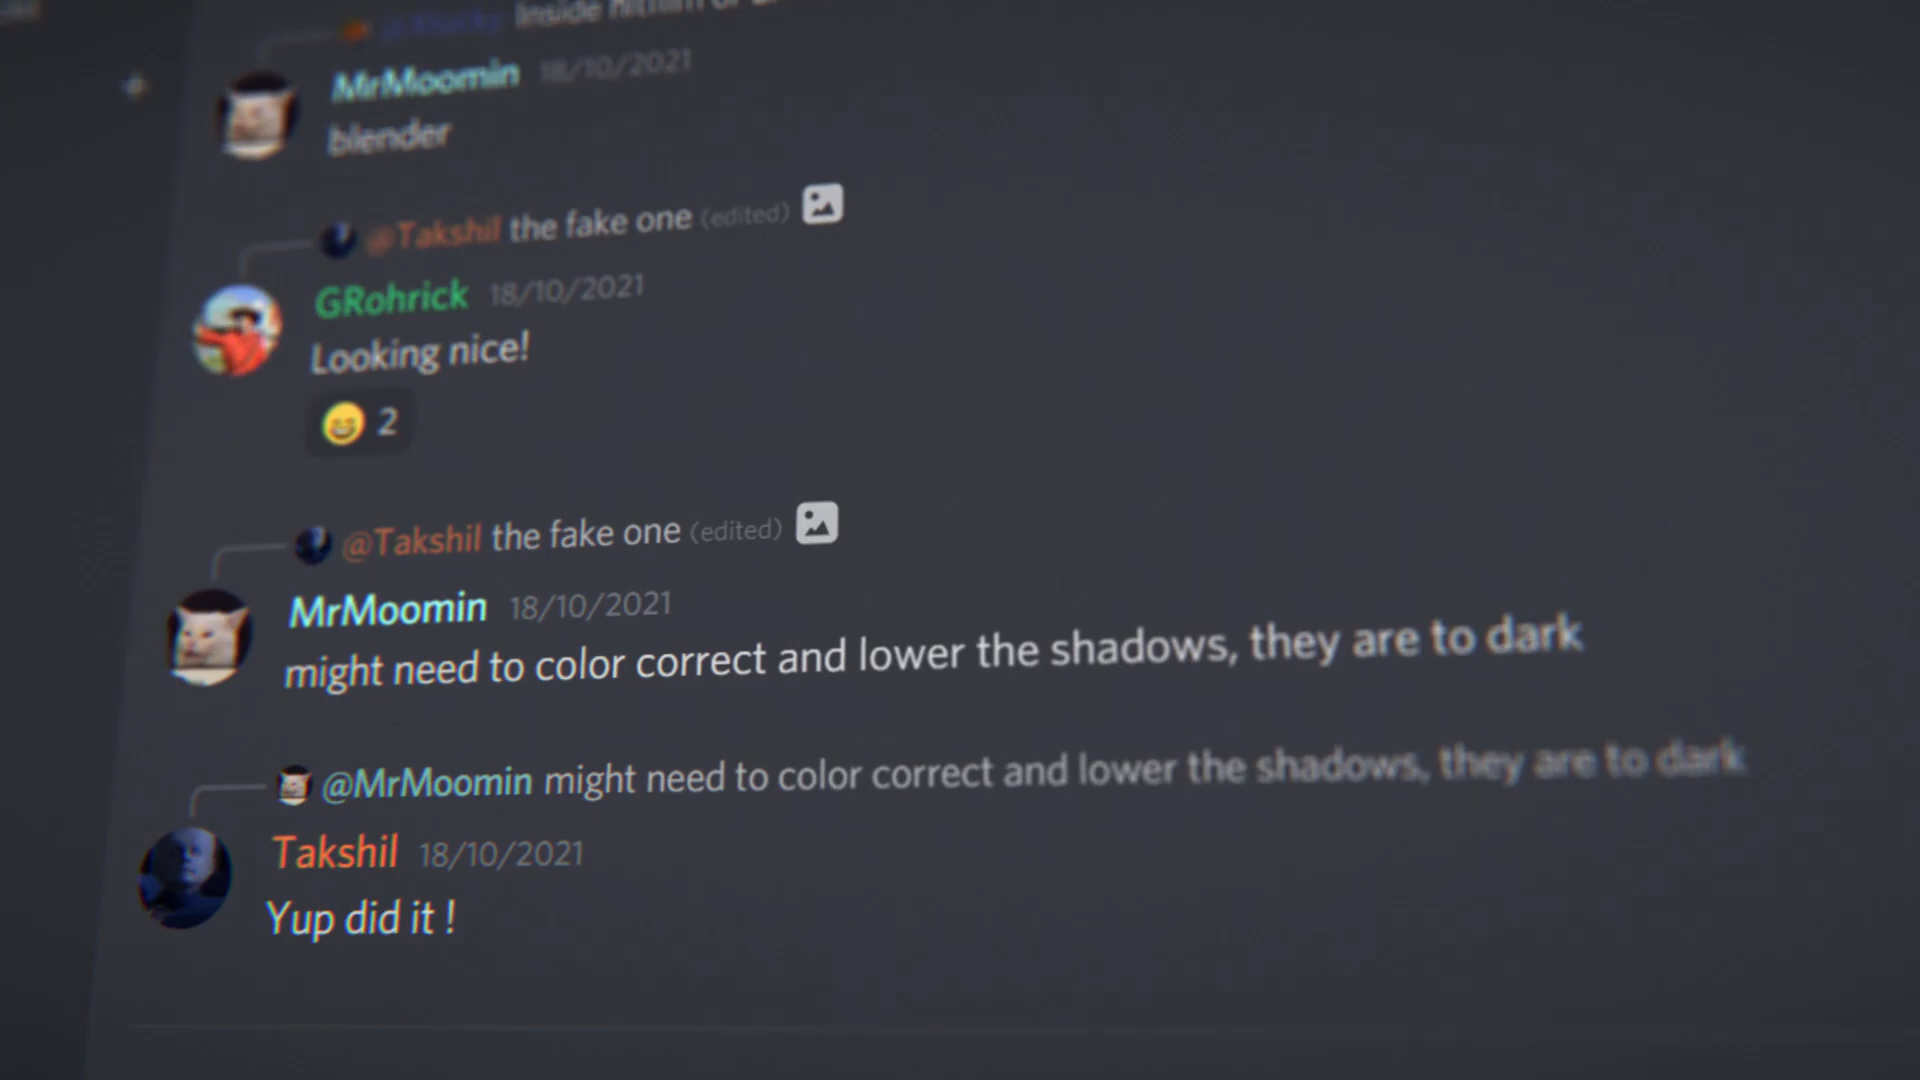 Inside
MrMoomin 18/10/2021
blender
@Takshil the fake one (edited)
GRohrick 18/10/2021
Looking nice!
2
@Takshil the fake one (edited)
MrMoomin 18/10/2021
might need to color correct and lower the shadows, they are to dark
@MrMoomin might need to color correct and lower the shadows, they are to dark
Takshil 18/10/2021
Yup did it !